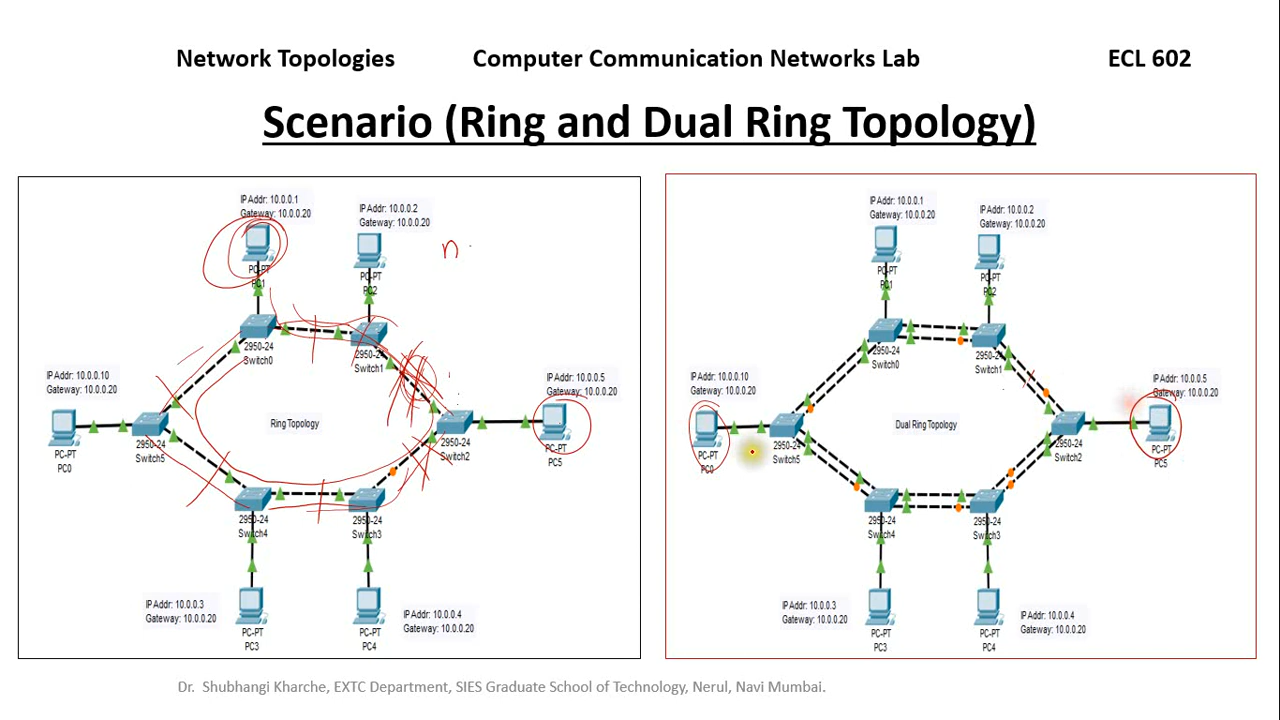 Network Topologies Computer Communication Networks Lab ECL 602
Scenario (Ring and Dual Ring Topology)
IP Addr: 10.0.0.1
Gateway: 10.0.0.20
PC-PT
PC1
IP Addr: 10.0.0.2
Gateway: 10.0.0.20
PC-PT
PC2
n
2950-24
Switch0
2950-24
Switch1
IP Addr: 10.0.0.10
Gateway: 10.0.0.20
PC-PT
PC0
2950-24
Switch5
Ring Topology
2950-24
Switch2
IP Addr: 10.0.0.5
Gateway: 10.0.0.20
PC-PT
PC5
2950-24
Switch4
2950-24
Switch3
IP Addr: 10.0.0.3
Gateway: 10.0.0.20
PC-PT
PC3
IP Addr: 10.0.0.4
Gateway: 10.0.0.20
PC-PT
PC4
IP Addr: 10.0.0.1
Gateway: 10.0.0.20
PC-PT
PC1
IP Addr: 10.0.0.2
Gateway: 10.0.0.20
PC-PT
PC2
2950-24
Switch0
2950-24
Switch1
IP Addr: 10.0.0.10
Gateway: 10.0.0.20
PC-PT
PC0
2950-24
Switch5
Dual Ring Topology
2950-24
Switch2
IP Addr: 10.0.0.5
Gateway: 10.0.0.20
PC-PT
PC5
2950-24
Switch4
2950-24
Switch3
IP Addr: 10.0.0.3
Gateway: 10.0.0.20
PC-PT
PC3
IP Addr: 10.0.0.4
Gateway: 10.0.0.20
PC-PT
PC4
Dr. Shubhangi Kharche, EXTC Department, SIES Graduate School of Technology, Nerul, Navi Mumbai.